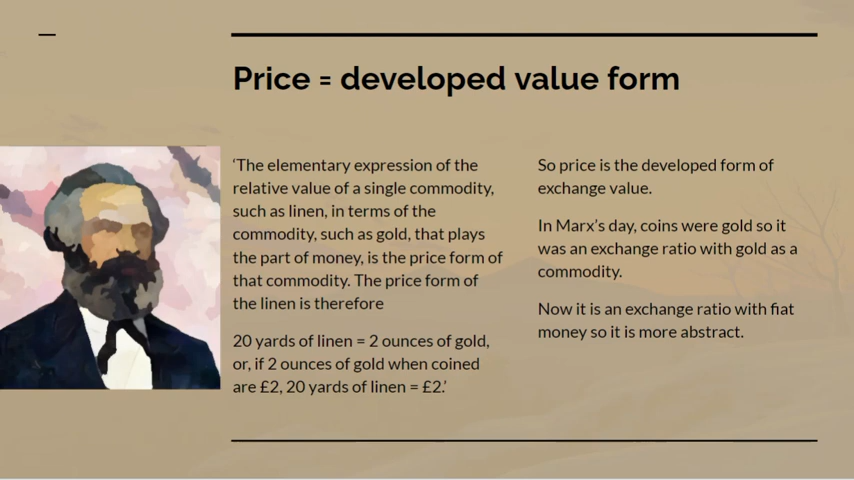 Price = developed value form
‘The elementary expression of the
relative value of a single commodity,
such as linen, in terms of the
commodity, such as gold, that plays
the part of money, is the price form of
that commodity. The price form of
the linen is therefore
20 yards of linen = 2 ounces of gold,
or, if 2 ounces of gold when coined
are £2, 20 yards of linen = £2.’
So price is the developed form of
exchange value.
In Marx’s day, coins were gold so it
was an exchange ratio with gold as a
commodity.
Now it is an exchange ratio with fiat
money so it is more abstract.